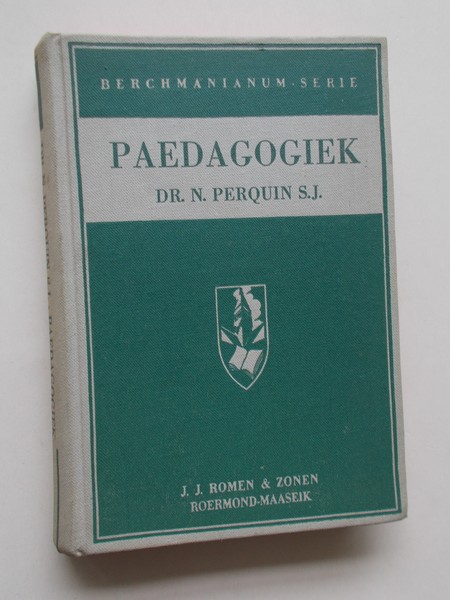 BERCHMANIANUM · SERIE
PAEDAGOGIEK
DR. N. PERQUIN S.J.
J. J. ROMEN & ZONEN
ROERMOND-MAASEIK